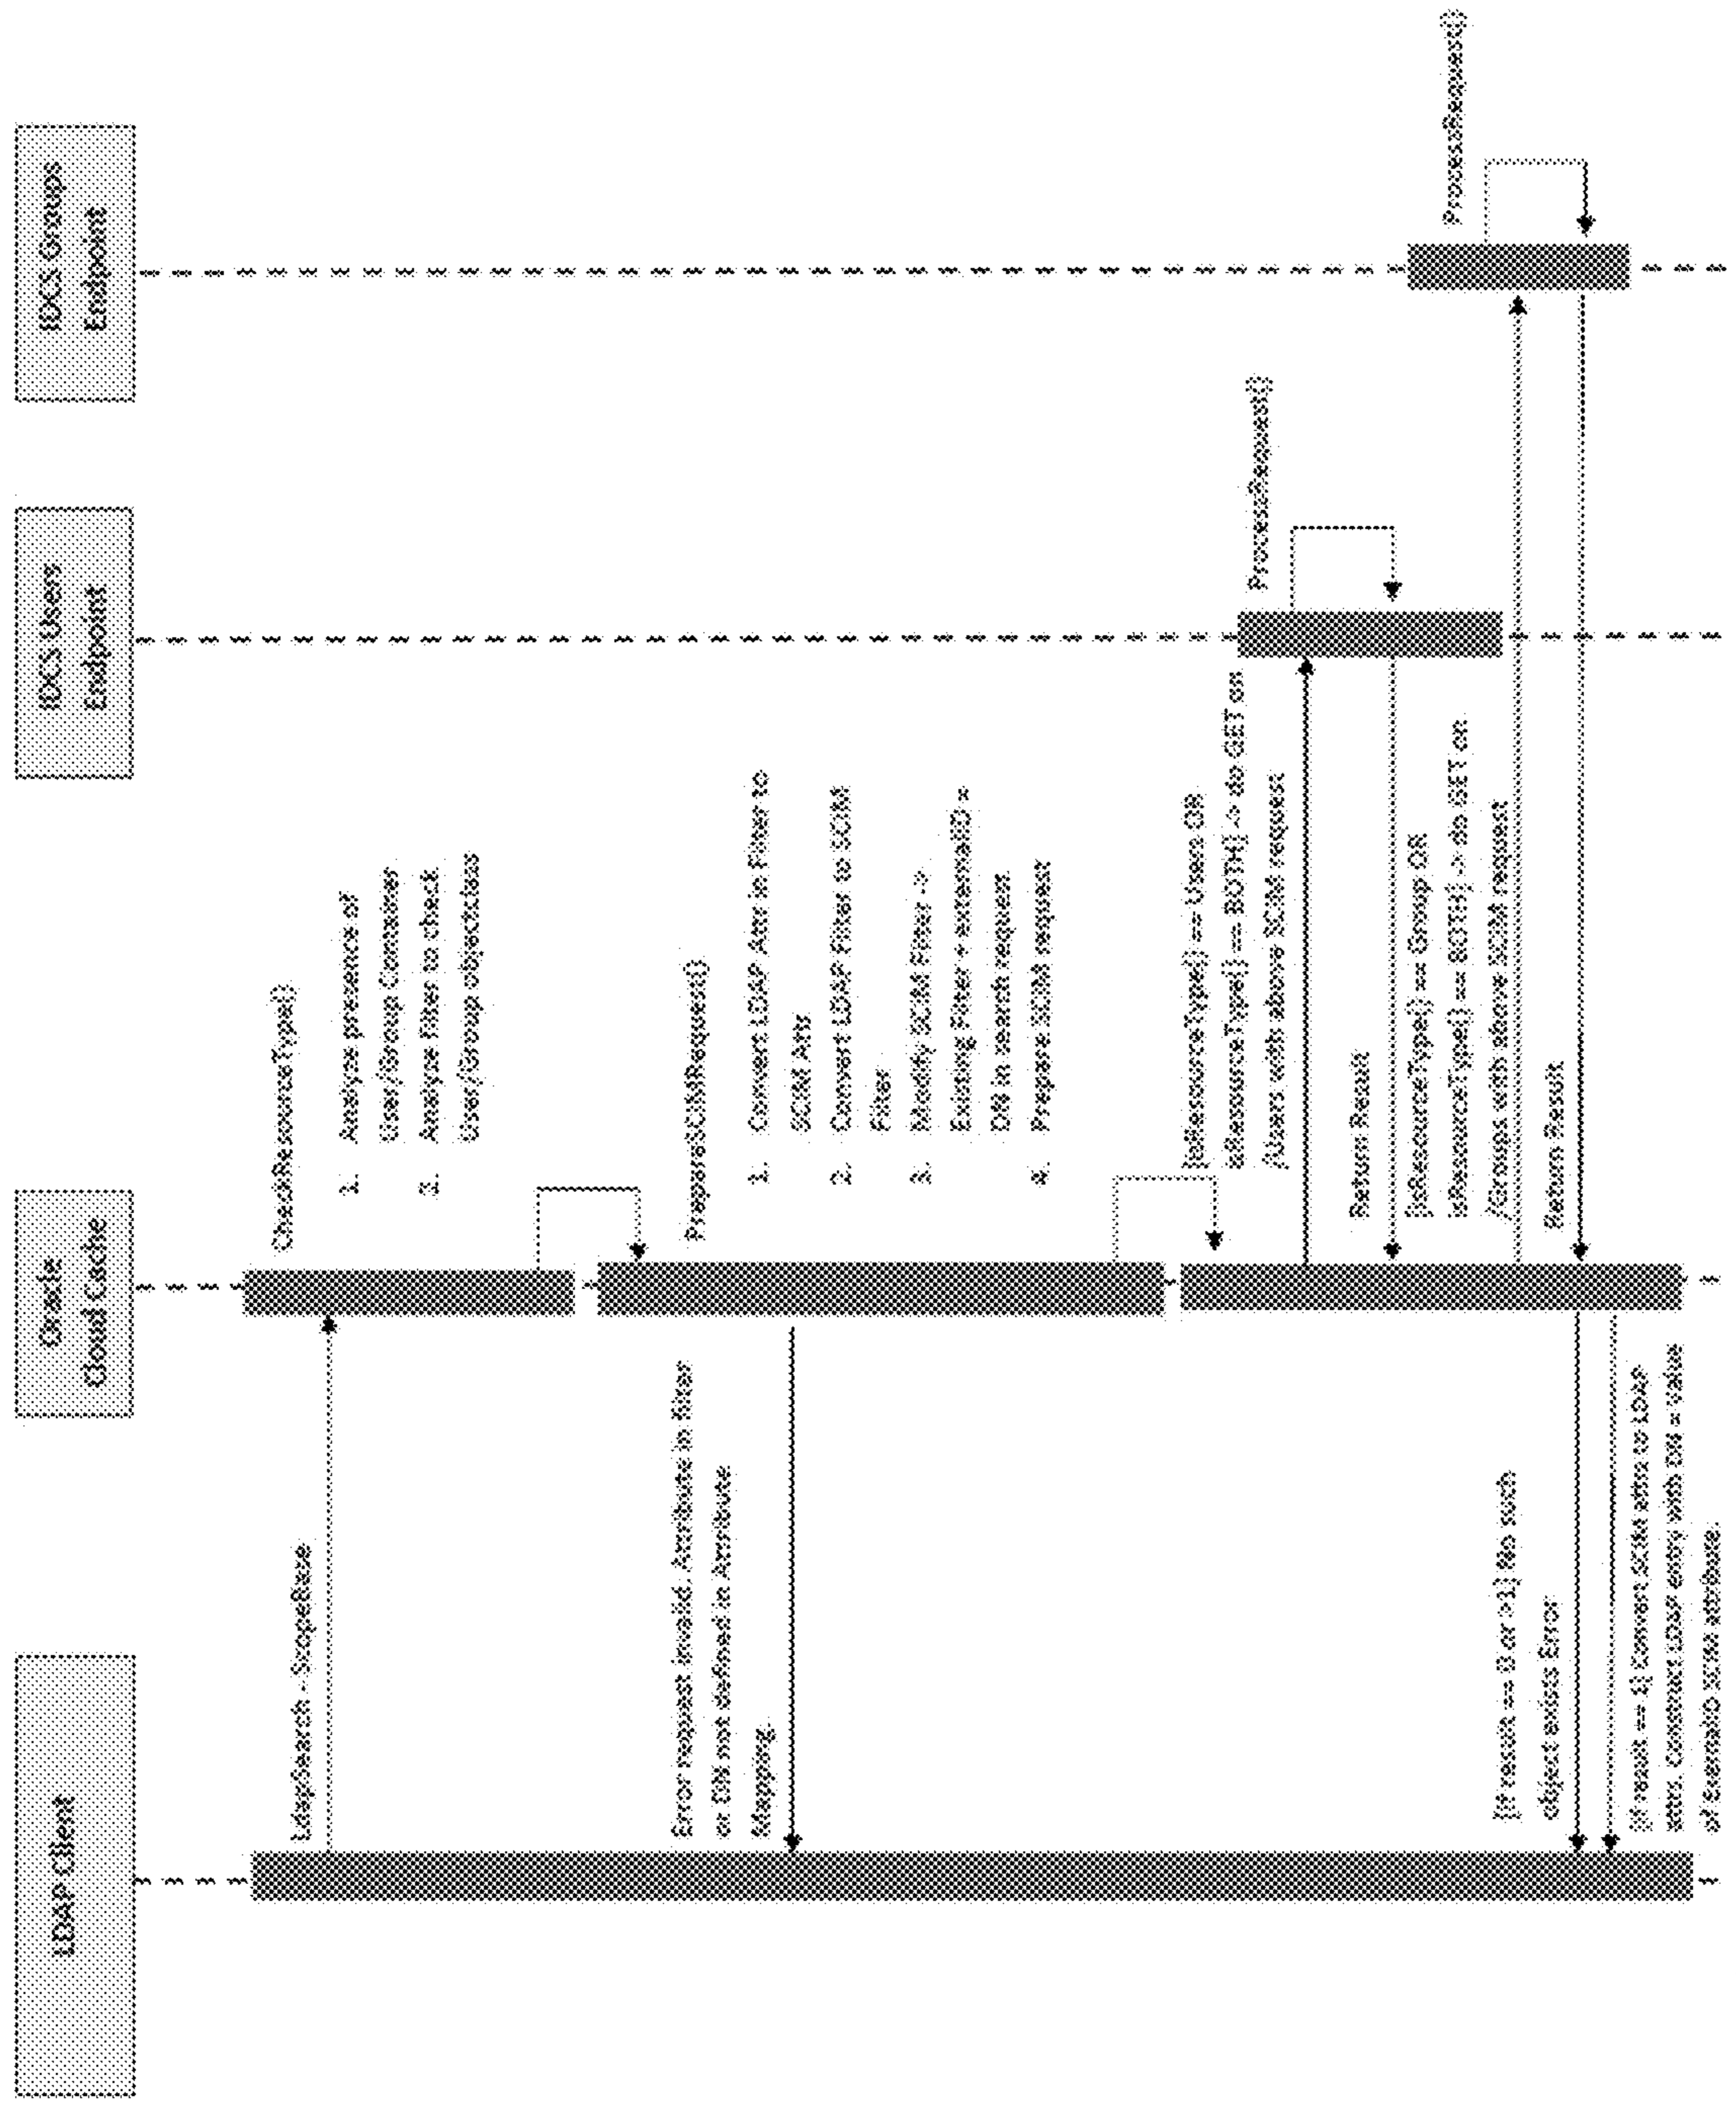 LDAP Client
Oracle
Cloud Cache
IDCS Users
Endpoint
IDCS Groups
Endpoint
LdapSearch - ScopeBase
CheckResourceType()
1. Analyze presence of
User/Group Container
2. Analyze Filter to check
User/Group objectclass
Error request invalid. Attribute in filter
or DN not defined in Attribute
Mapping.
PrepareSCIMRequest()
1. Convert LDAP Attr in Filter to
SCIM Attr
2. Convert LDAP Filter to SCIM
Filter
3. Modify SCIM Filter ->
Existing Filter + externalID =
DN in search request
4. Prepare SCIM request
[isResourceType() == Users OR
isResourceType() == BOTH] -> do GET on
/Users with above SCIM request
ProcessRequest()
Return Result
[isResourceType() == Group OR
isResourceType() == BOTH] -> do GET on
/Groups with above SCIM request
ProcessRequest()
Return Result
[If result == 0 or >1] No such
object exists Error
[If result == 1] Convert SCIM attrs to LDAP
attr. Construct LDAP entry with DN = value
of ExternalID SCIM attribute.